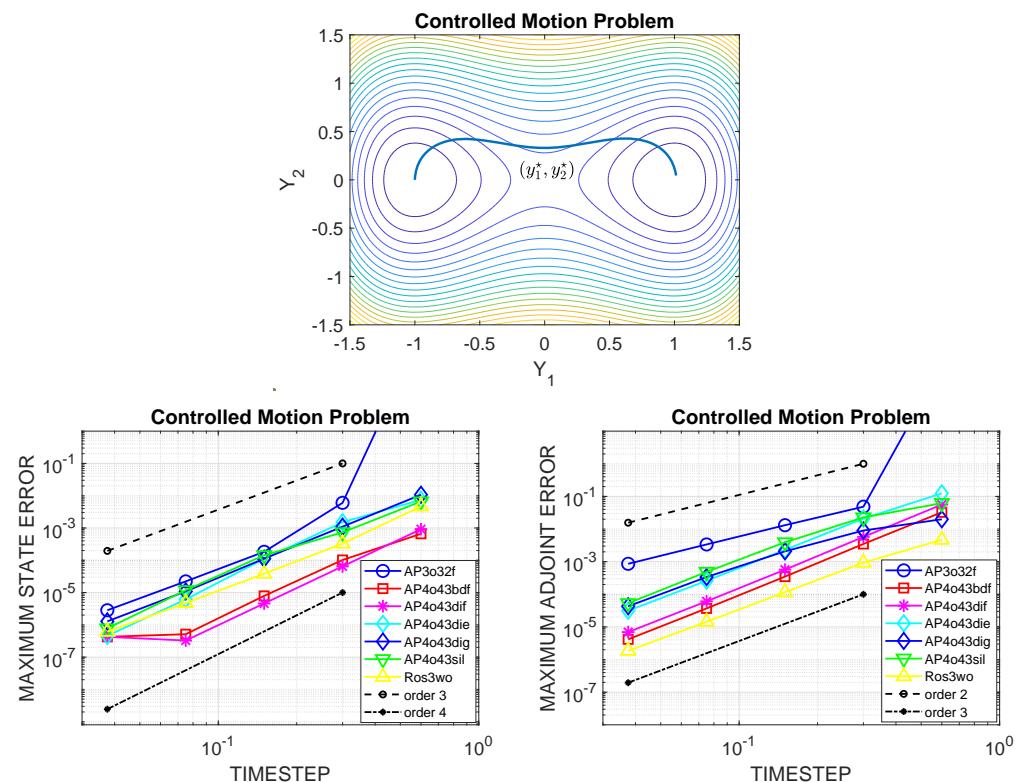 Controlled Motion Problem
1.5
1
0.5
0
-0.5
-1
-1.5
Y_2
(y_1^⋆, y_2^⋆)
-1.5 -1 -0.5 0 0.5 1 1.5
Y_1
Controlled Motion Problem
MAXIMUM STATE ERROR
10^-1
10^-3
10^-5
10^-7
AP3o32f
AP4o43bdf
AP4o43dif
AP4o43die
AP4o43dig
AP4o43sil
Ros3wo
order 3
order 4
10^-1 10^0
TIMESTEP
Controlled Motion Problem
MAXIMUM ADJOINT ERROR
10^-1
10^-3
10^-5
10^-7
AP3o32f
AP4o43bdf
AP4o43dif
AP4o43die
AP4o43dig
AP4o43sil
Ros3wo
order 2
order 3
10^-1 10^0
TIMESTEP